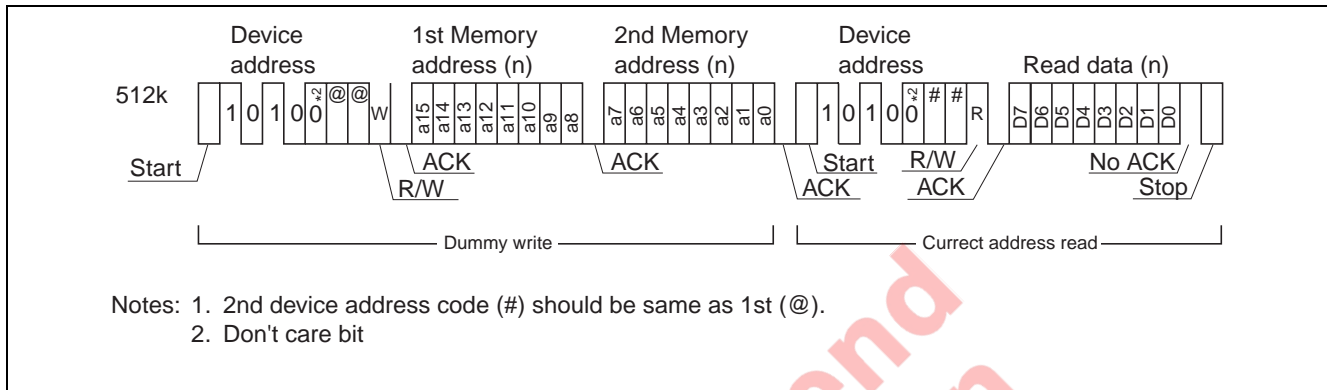 Device address 1st Memory address (n) 2nd Memory address (n) Device address Read data (n)
512k
1 0 1 0 0*2 @ @ W a15 a14 a13 a12 a11 a10 a9 a8 a7 a6 a5 a4 a3 a2 a1 a0 1 0 1 0 0*2 # # R D7 D6 D5 D4 D3 D2 D1 D0
Start ACK ACK Start R/W No ACK
R/W ACK ACK Stop
Dummy write Currect address read
Notes: 1. 2nd device address code (#) should be same as 1st (@).
2. Don't care bit